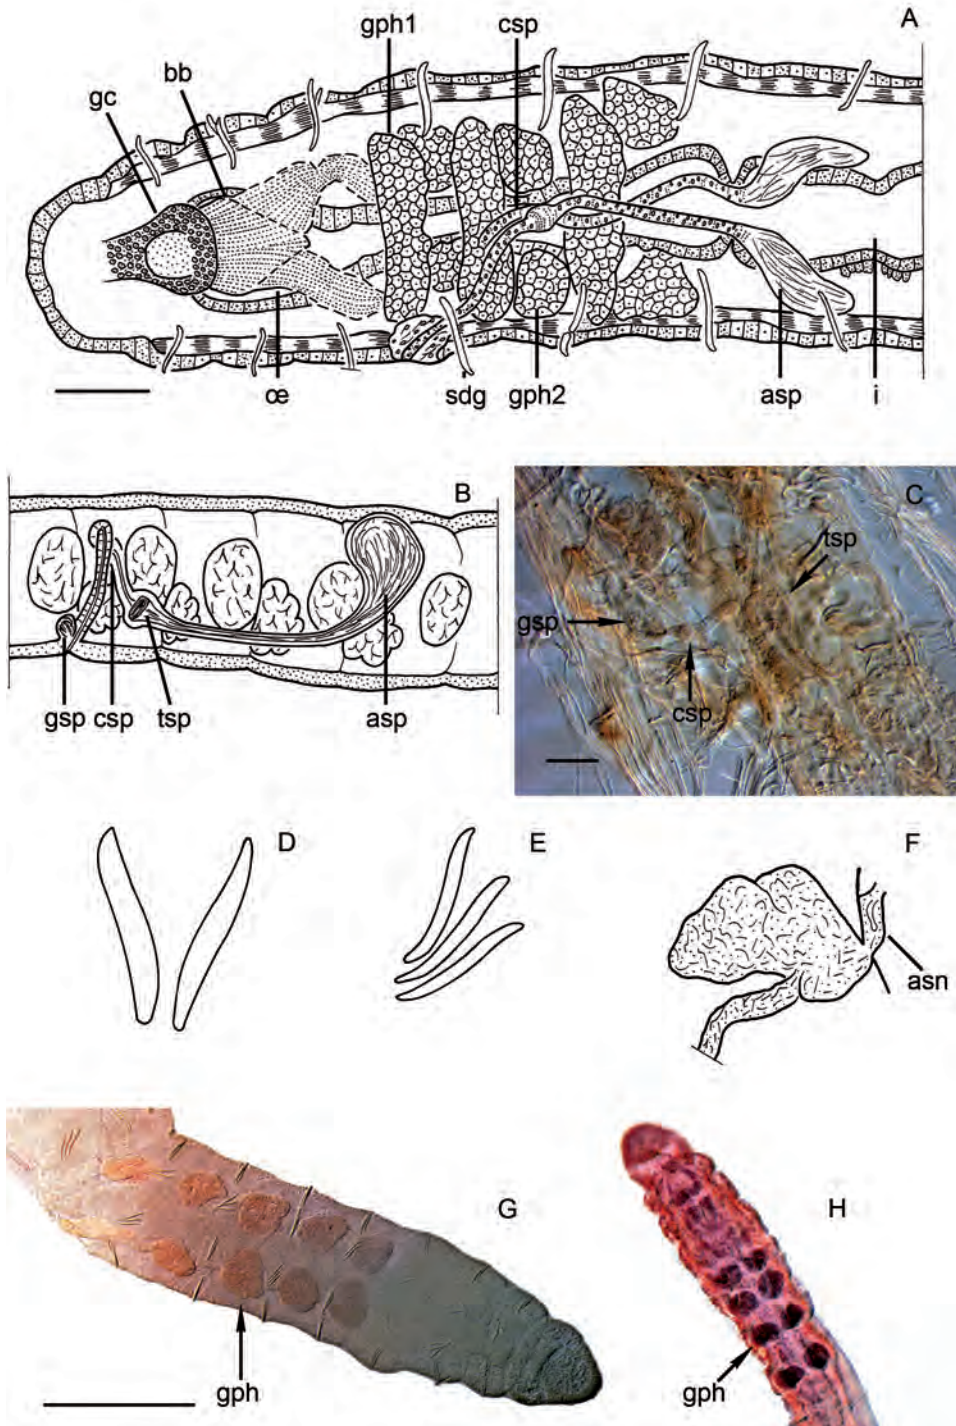 A
gph1 csp
bb
gc
œ sdg gph2 asp i
B
gsp csp tsp asp
C
tsp
gsp
csp
D E F
asn
G H
gph gph